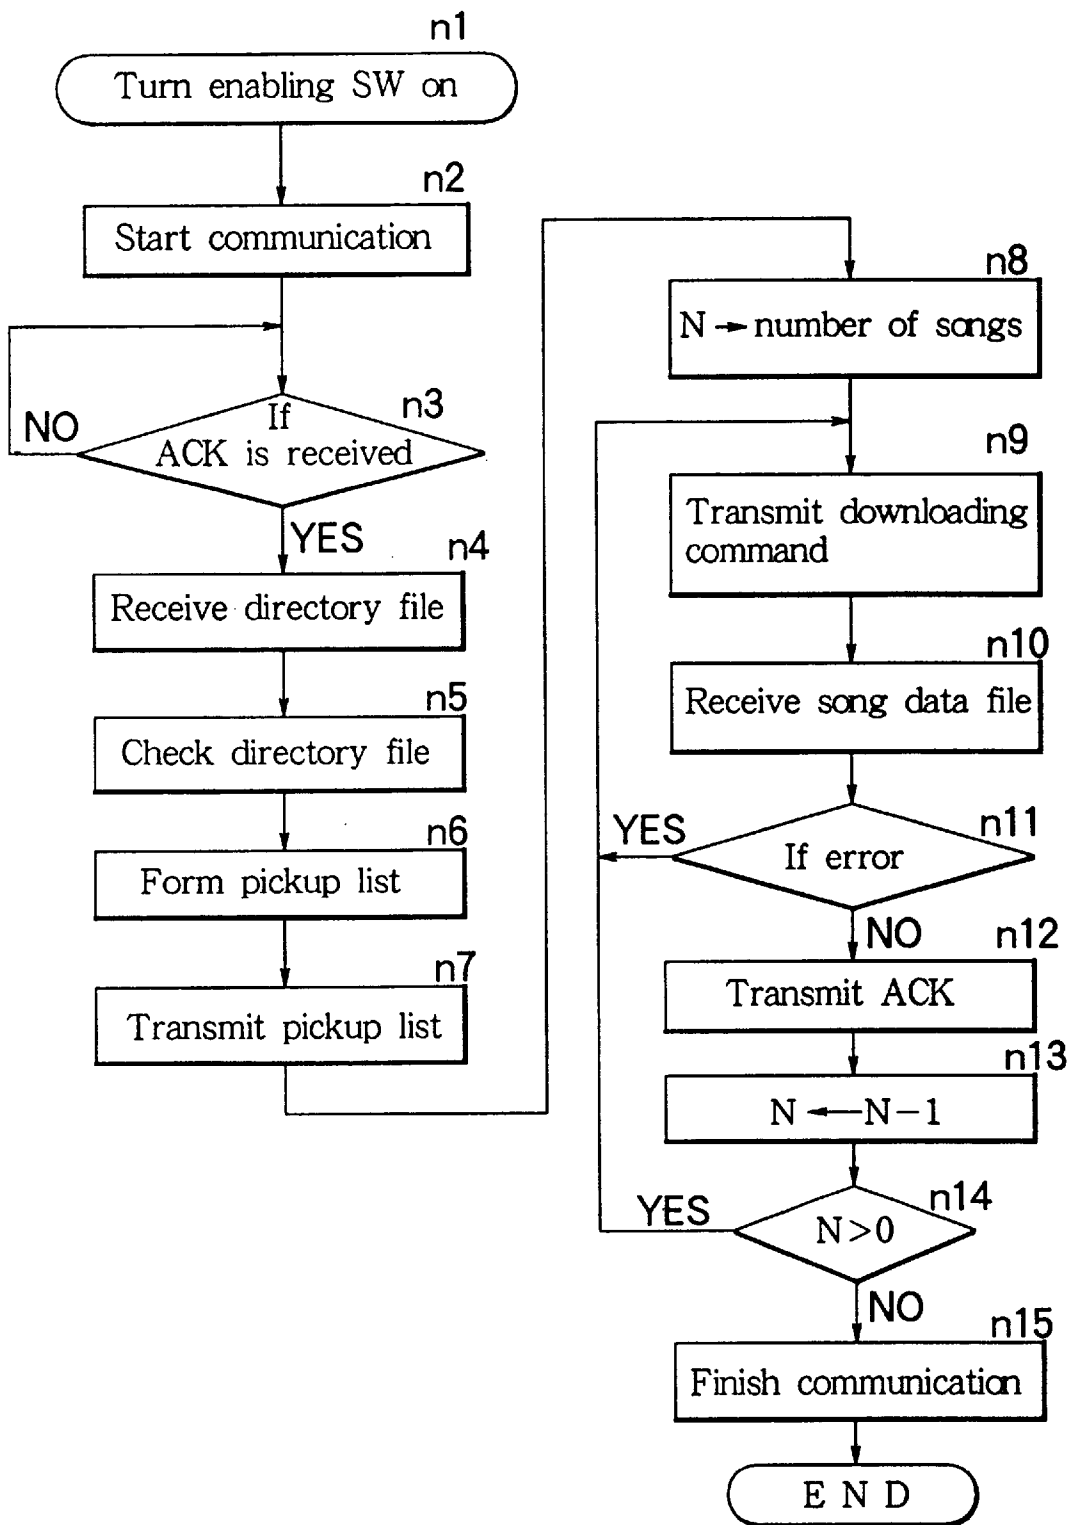 n1
Turn enabling SW on
n2
Start communication
n3
If
ACK is received
NO
YES
n4
Receive directory file
n5
Check directory file
n6
Form pickup list
n7
Transmit pickup list
n8
N → number of songs
n9
Transmit downloading
command
n10
Receive song data file
n11
If error
YES
NO
n12
Transmit ACK
n13
N ← N−1
n14
N>0
YES
NO
n15
Finish communication
E N D